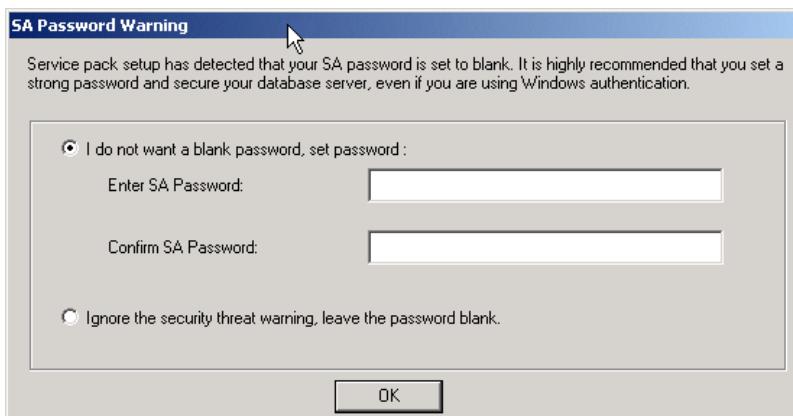 SA Password Warning
Service pack setup has detected that your SA password is set to blank. It is highly recommended that you set a
strong password and secure your database server, even if you are using Windows authentication.
I do not want a blank password, set password :
Enter SA Password:
Confirm SA Password:
Ignore the security threat warning, leave the password blank.
OK